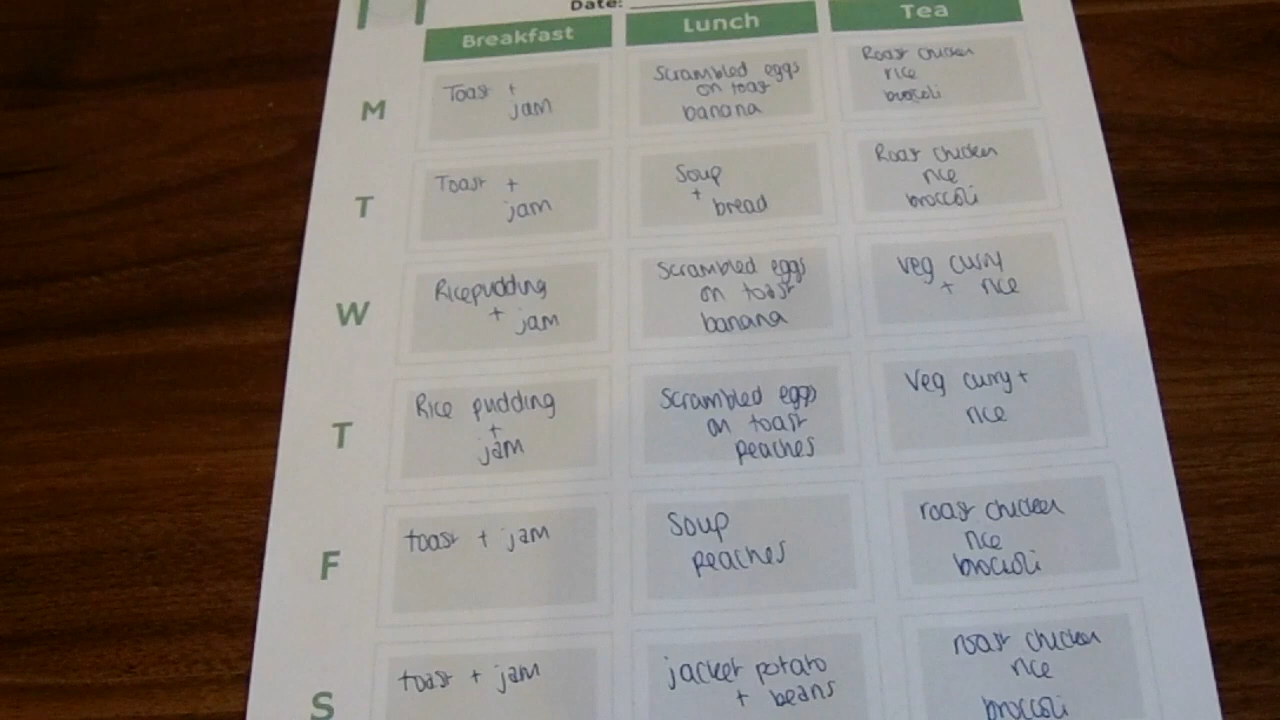 Date:
Breakfast Lunch Tea
M
Toast +
jam
Scrambled eggs
on toast
banana
Roast chicken
rice
broccoli
T
Toast +
jam
Soup
+ bread
Roast chicken
rice
broccoli
W
Ricepudding
+ jam
Scrambled eggs
on toast
banana
veg curry
+ rice
T
Rice pudding
+
jam
Scrambled eggs
on toast
peaches
Veg curry +
rice
F
toast + jam
Soup
peaches
roast chicken
rice
broccoli
S
toast + jam
jacket potato
+ beans
roast chicken
rice
broccoli